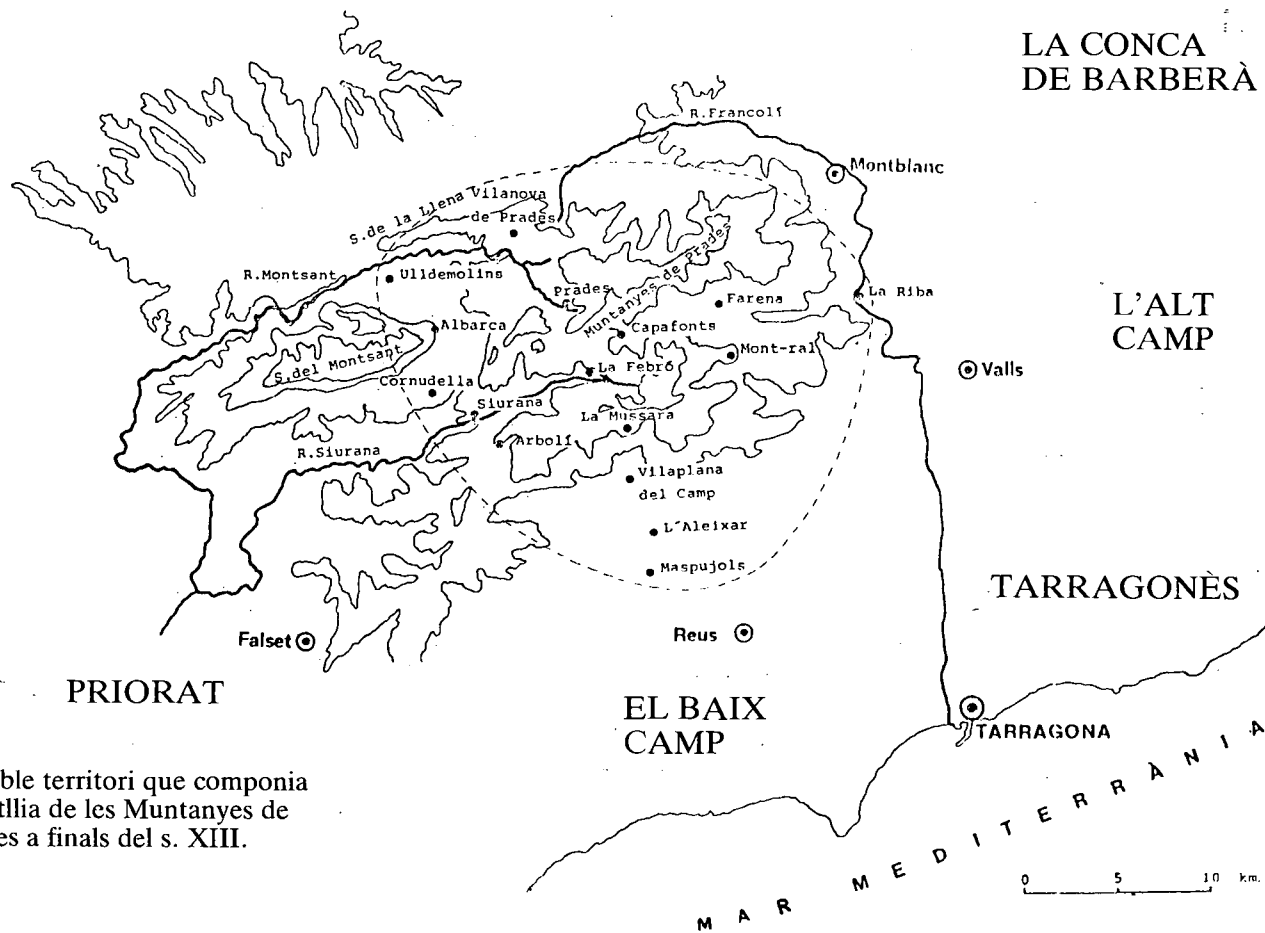 LA CONCA
DE BARBERÀ
R.Francolí
Montblanc
S.de la Llena
Vilanova
de Prades
R.Montsant
Ulldemolins
Prades
Muntanyes de Prades
Farena
La Riba
L'ALT
CAMP
Albarca
Capafonts
Mont-ral
S.del Montsant
La Febró
Valls
Cornudella
Siurana
La Mussara
Arbolí
R.Siurana
Vilaplana
del Camp
L'Aleixar
Maspujols
TARRAGONÈS
Falset
Reus
PRIORAT
EL BAIX
CAMP
TARRAGONA
ble territori que componia
tllia de les Muntanyes de
es a finals del s. XIII.
MAR MEDITERRÀNIA
0 5 10 km.